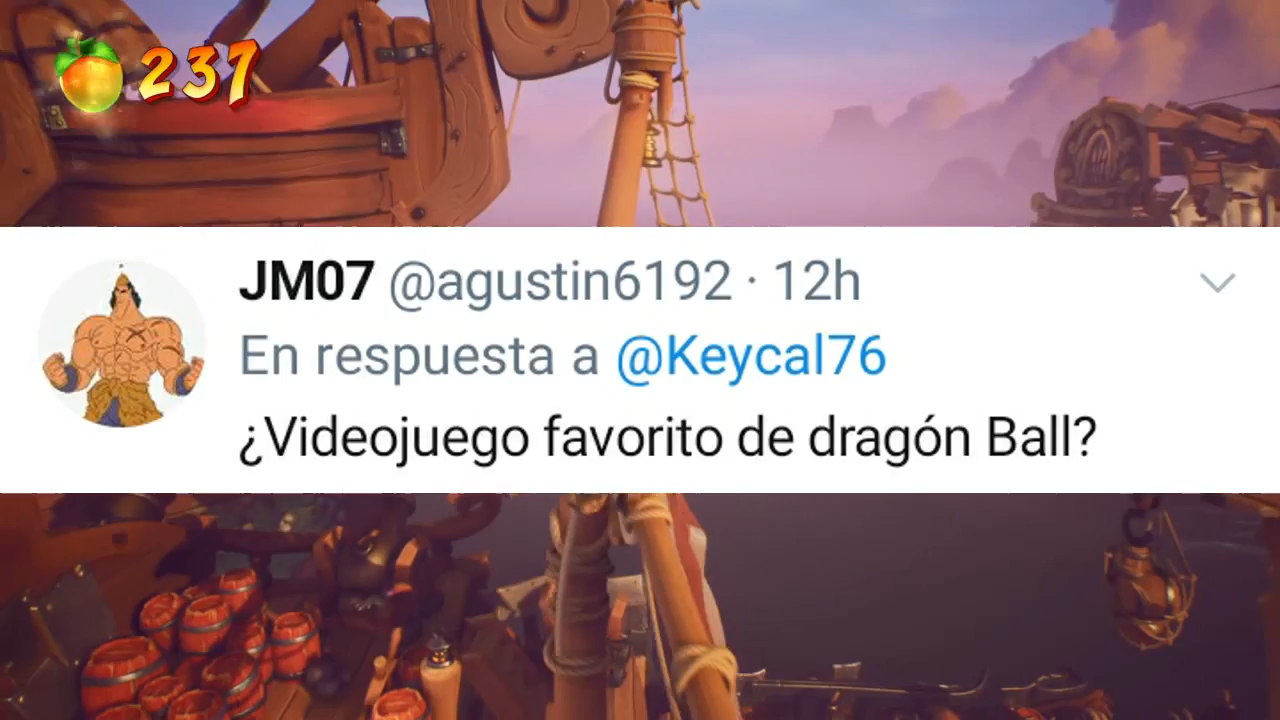 237
JM07 @agustin6192 · 12h
En respuesta a @Keycal76
¿Videojuego favorito de dragón Ball?